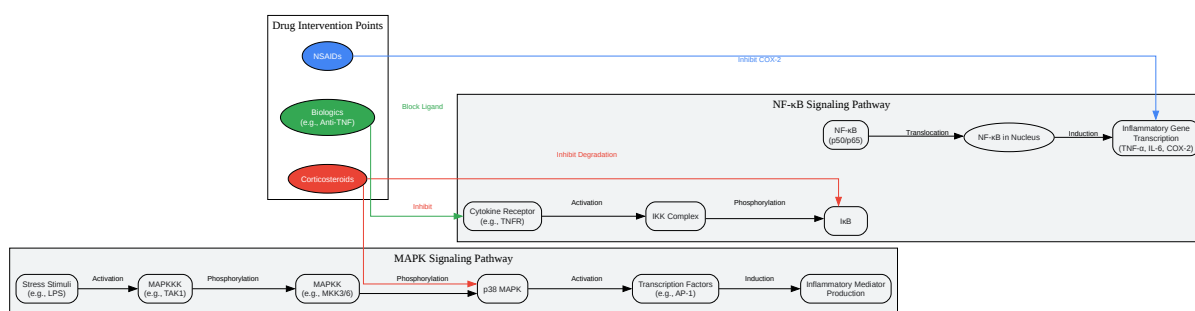 Drug Intervention Points
NSAIDs
Inhibit COX-2
Biologics
(e.g., Anti-TNF)
Block Ligand
NF-κB Signaling Pathway
NF-κB
(p50/p65)
Translocation
NF-κB in Nucleus
Induction
Inflammatory Gene
Transcription
(TNF-α, IL-6, COX-2)
Inhibit Degradation
Corticosteroids
Inhibit
Cytokine Receptor
(e.g., TNFR)
Activation
IKK Complex
Phosphorylation
IκB
MAPK Signaling Pathway
Stress Stimuli
(e.g., LPS)
Activation
MAPKKK
(e.g., TAK1)
Phosphorylation
MAPKK
(e.g., MKK3/6)
Phosphorylation
p38 MAPK
Activation
Transcription Factors
(e.g., AP-1)
Induction
Inflammatory Mediator
Production